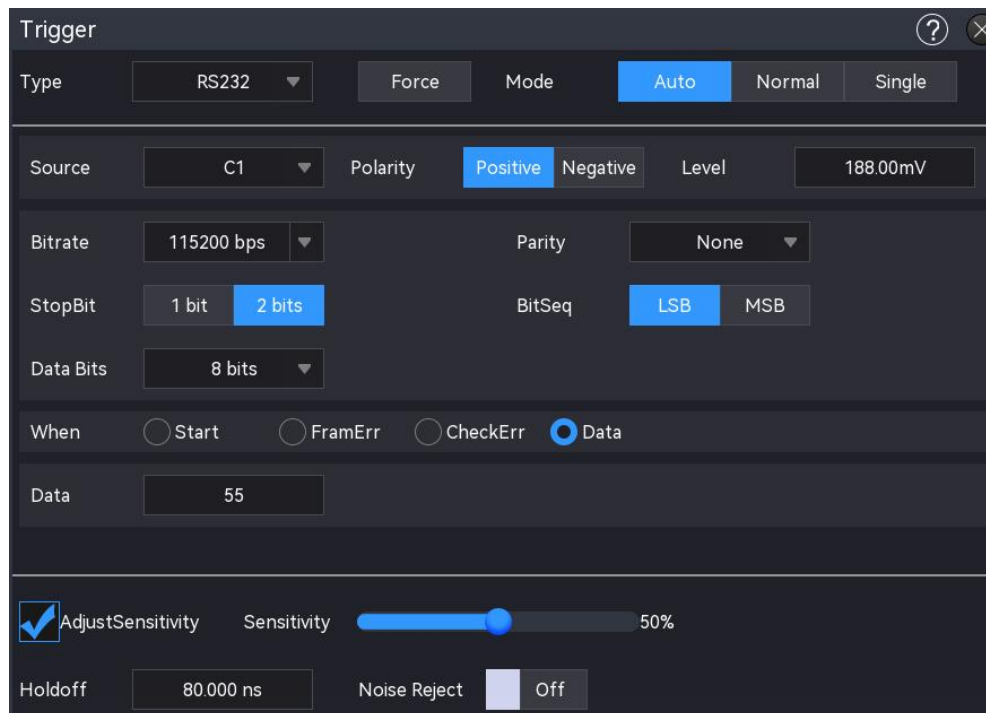 Trigger ?
Type RS232 Force Mode Auto Normal Single
Source C1 Polarity Positive Negative Level 188.00mV
Bitrate 115200 bps Parity None
StopBit 1 bit 2 bits BitSeq LSB MSB
Data Bits 8 bits
When Start FramErr CheckErr Data
Data 55
AdjustSensitivity Sensitivity 50%
Holdoff 80.000 ns Noise Reject Off